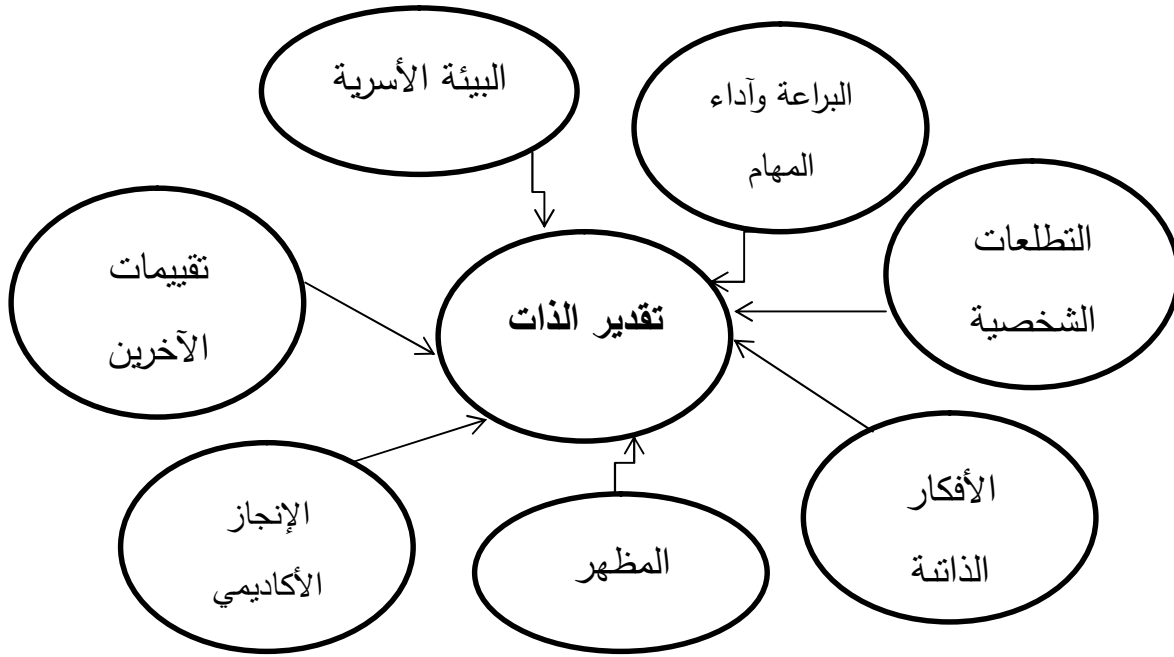 البيئة الأسرية
البراعة وآداء
المهام
التطلعات
الشخصية
تقييمات
الآخرين
تقدير الذات
الأفكار
الذاتية
الإنجاز
الأكاديمي
المظهر